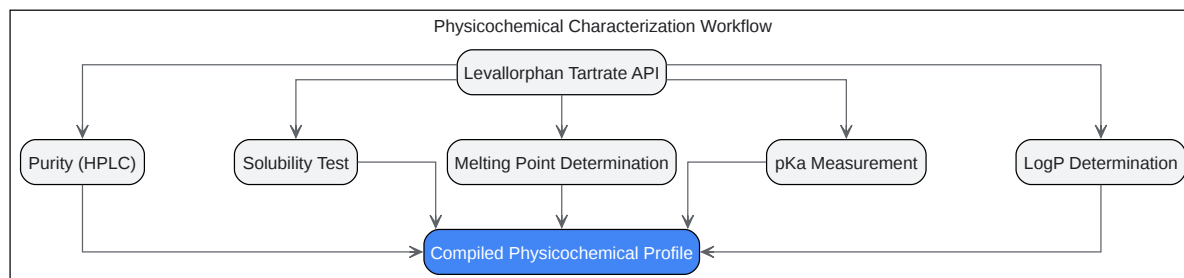 Physicochemical Characterization Workflow
Levallorphan Tartrate API
Purity (HPLC)
Solubility Test
Melting Point Determination
pKa Measurement
LogP Determination
Compiled Physicochemical Profile